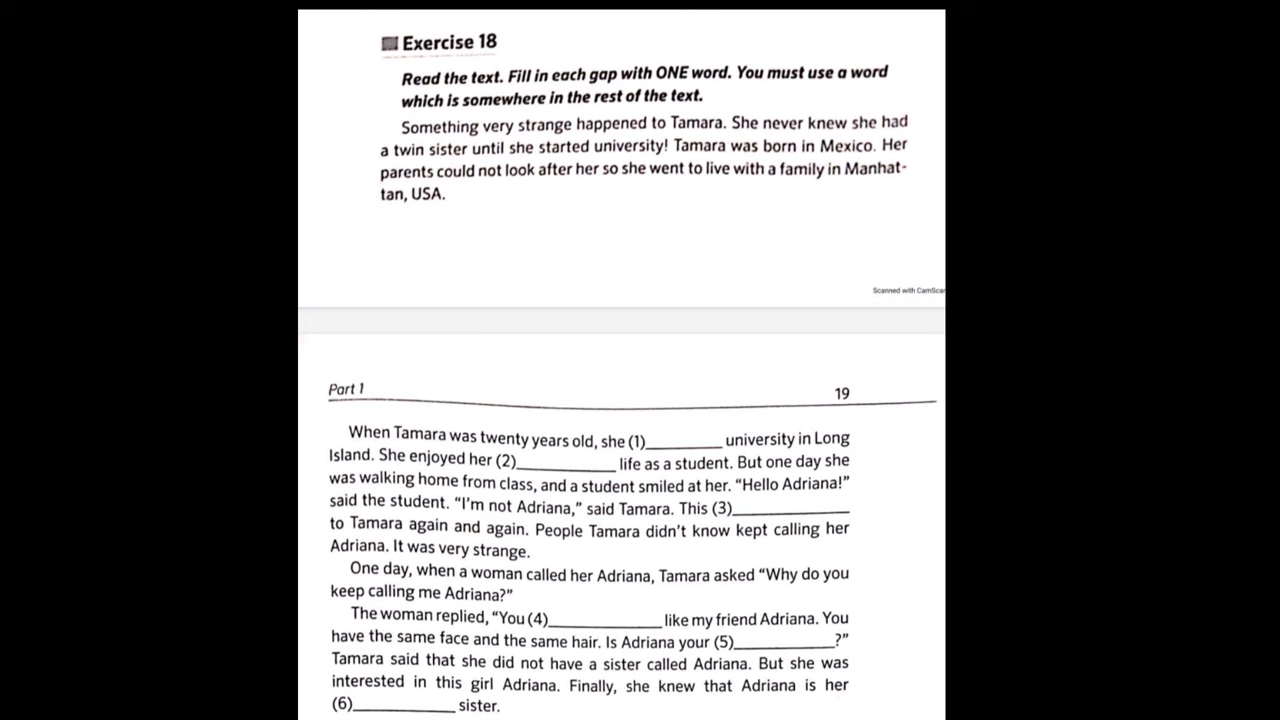 Exercise 18
Read the text. Fill in each gap with ONE word. You must use a word
which is somewhere in the rest of the text.
Something very strange happened to Tamara. She never knew she had
a twin sister until she started university! Tamara was born in Mexico. Her
parents could not look after her so she went to live with a family in Manhat-
tan, USA.
Scanned with CamScan
Part 1
19
When Tamara was twenty years old, she (1)_________ university in Long
Island. She enjoyed her (2)____________ life as a student. But one day she
was walking home from class, and a student smiled at her. “Hello Adriana!”
said the student. “I’m not Adriana,” said Tamara. This (3)______________
to Tamara again and again. People Tamara didn’t know kept calling her
Adriana. It was very strange.
One day, when a woman called her Adriana, Tamara asked “Why do you
keep calling me Adriana?”
The woman replied, “You (4)______________ like my friend Adriana. You
have the same face and the same hair. Is Adriana your (5)____________?”
Tamara said that she did not have a sister called Adriana. But she was
interested in this girl Adriana. Finally, she knew that Adriana is her
(6)____________ sister.